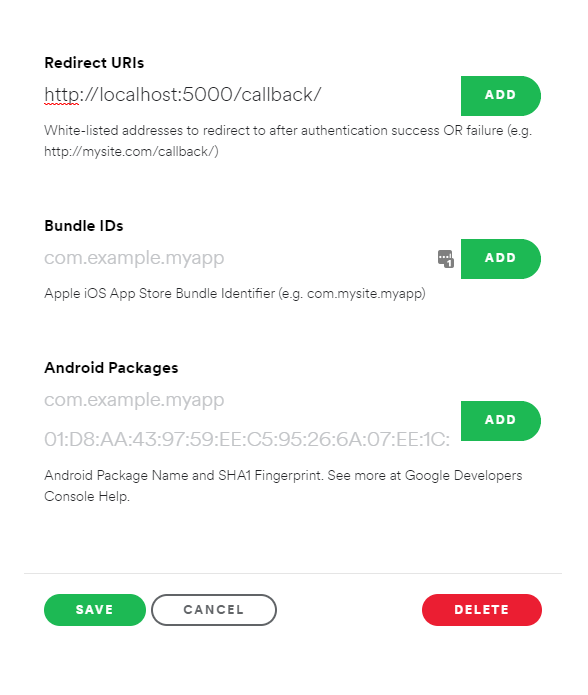 Redirect URIs
http://localhost:5000/callback/
ADD
White-listed addresses to redirect to after authentication success OR failure (e.g.
http://mysite.com/callback/)
Bundle IDs
com.example.myapp
1
ADD
Apple iOS App Store Bundle Identifier (e.g. com.mysite.myapp)
Android Packages
com.example.myapp
ADD
01:D8:AA:43:97:59:EE:C5:95:26:6A:07:EE:1C:
Android Package Name and SHA1 Fingerprint. See more at Google Developers
Console Help.
SAVE
CANCEL
DELETE